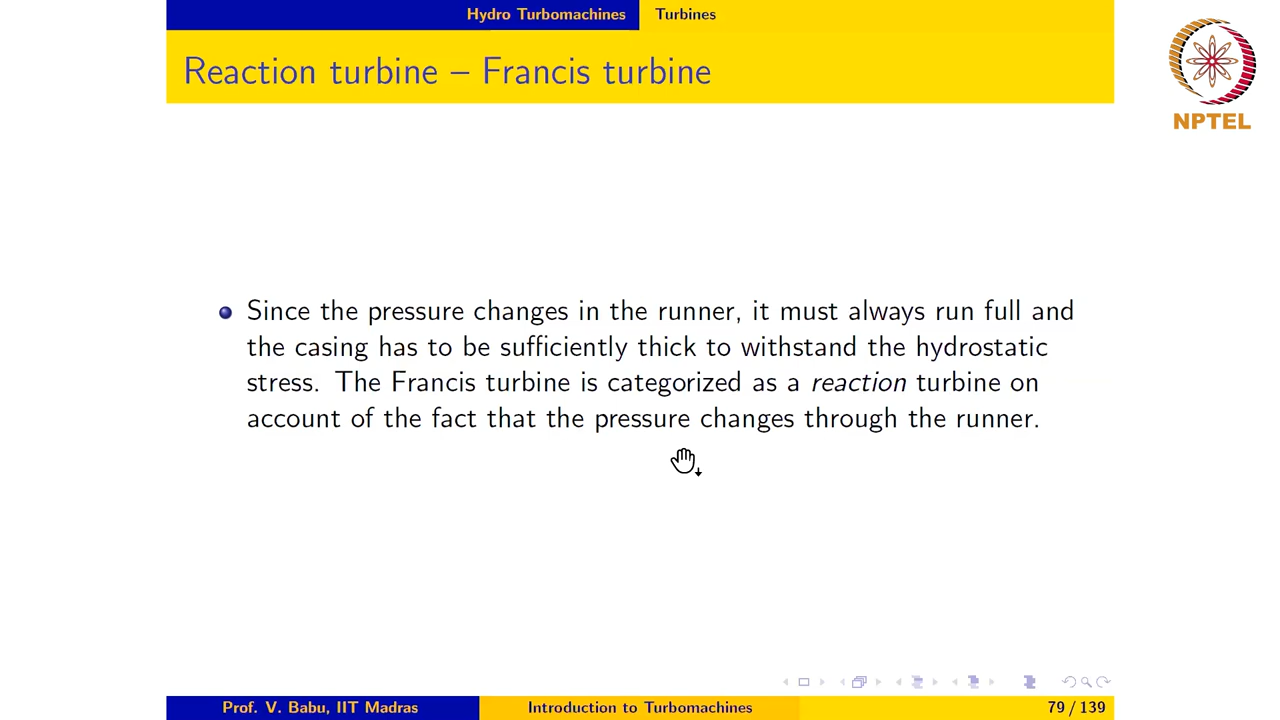 Hydro Turbomachines Turbines
Reaction turbine – Francis turbine
NPTEL
Since the pressure changes in the runner, it must always run full and
the casing has to be sufficiently thick to withstand the hydrostatic
stress. The Francis turbine is categorized as a reaction turbine on
account of the fact that the pressure changes through the runner.
Prof. V. Babu, IIT Madras Introduction to Turbomachines 79 / 139